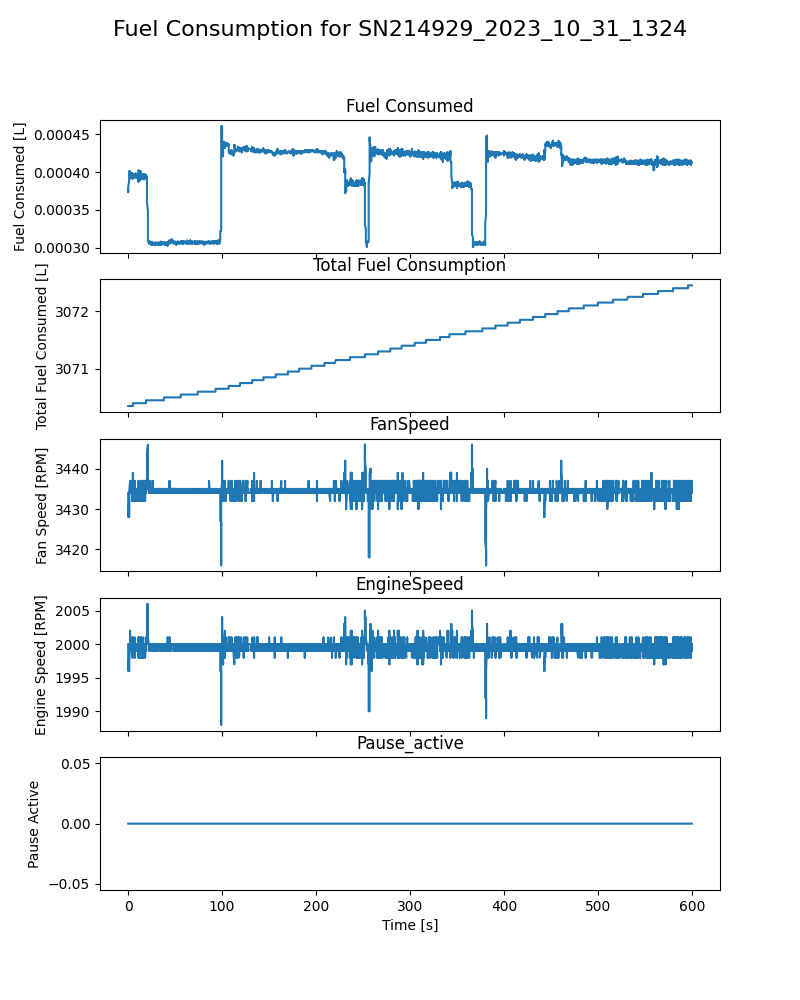 Fuel Consumption for SN214929_2023_10_31_1324
Fuel Consumed
Fuel Consumed [L]
0.00045
0.00040
0.00035
0.00030
Total Fuel Consumption
Total Fuel Consumed [L]
3072
3071
FanSpeed
Fan Speed [RPM]
3440
3430
3420
EngineSpeed
Engine Speed [RPM]
2005
2000
1995
1990
Pause_active
Pause Active
0.05
0.00
−0.05
0 100 200 300 400 500 600
Time [s]